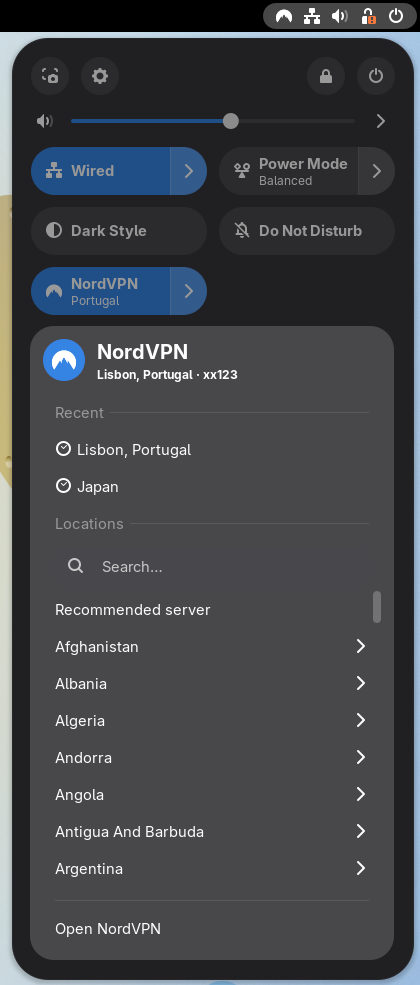 Wired
Power Mode
Balanced
Dark Style
Do Not Disturb
NordVPN
Portugal
NordVPN
Lisbon, Portugal · xx123
Recent
Lisbon, Portugal
Japan
Locations
Search...
Recommended server
Afghanistan
Albania
Algeria
Andorra
Angola
Antigua And Barbuda
Argentina
Open NordVPN